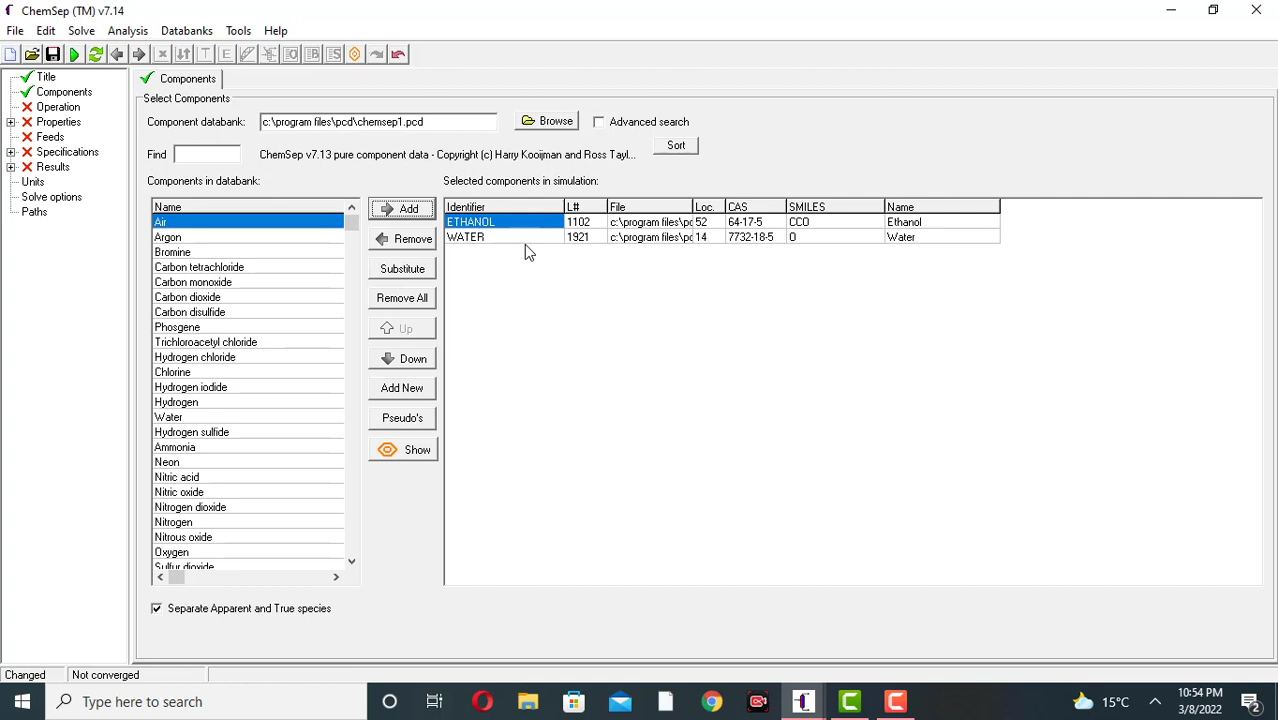 ChemSep (TM) v7.14
File Edit Solve Analysis Databanks Tools Help
Title
Components
Operation
Properties
Feeds
Specifications
Results
Units
Solve options
Paths
Components
Select Components
Component databank: c:\program files\pcd\chemsep1.pcd Browse Advanced search
Find ChemSep v7.13 pure component data - Copyright (c) Harry Kooijman and Ross Tayl... Sort
Components in databank:
Name
Air
Argon
Bromine
Carbon tetrachloride
Carbon monoxide
Carbon dioxide
Carbon disulfide
Phosgene
Trichloroacetyl chloride
Hydrogen chloride
Chlorine
Hydrogen iodide
Hydrogen
Water
Hydrogen sulfide
Ammonia
Neon
Nitric acid
Nitric oxide
Nitrogen dioxide
Nitrogen
Nitrous oxide
Oxygen
Sulfur dioxide
Add
Remove
Substitute
Remove All
Up
Down
Add New
Pseudo's
Show
Selected components in simulation:
Identifier L# File Loc. CAS SMILES Name
ETHANOL 1102 c:\program files\pc 52 64-17-5 CCO Ethanol
WATER 1921 c:\program files\pc 14 7732-18-5 O Water
Separate Apparent and True species
Changed Not converged
Type here to search
15°C
10:54 PM
3/8/2022
2